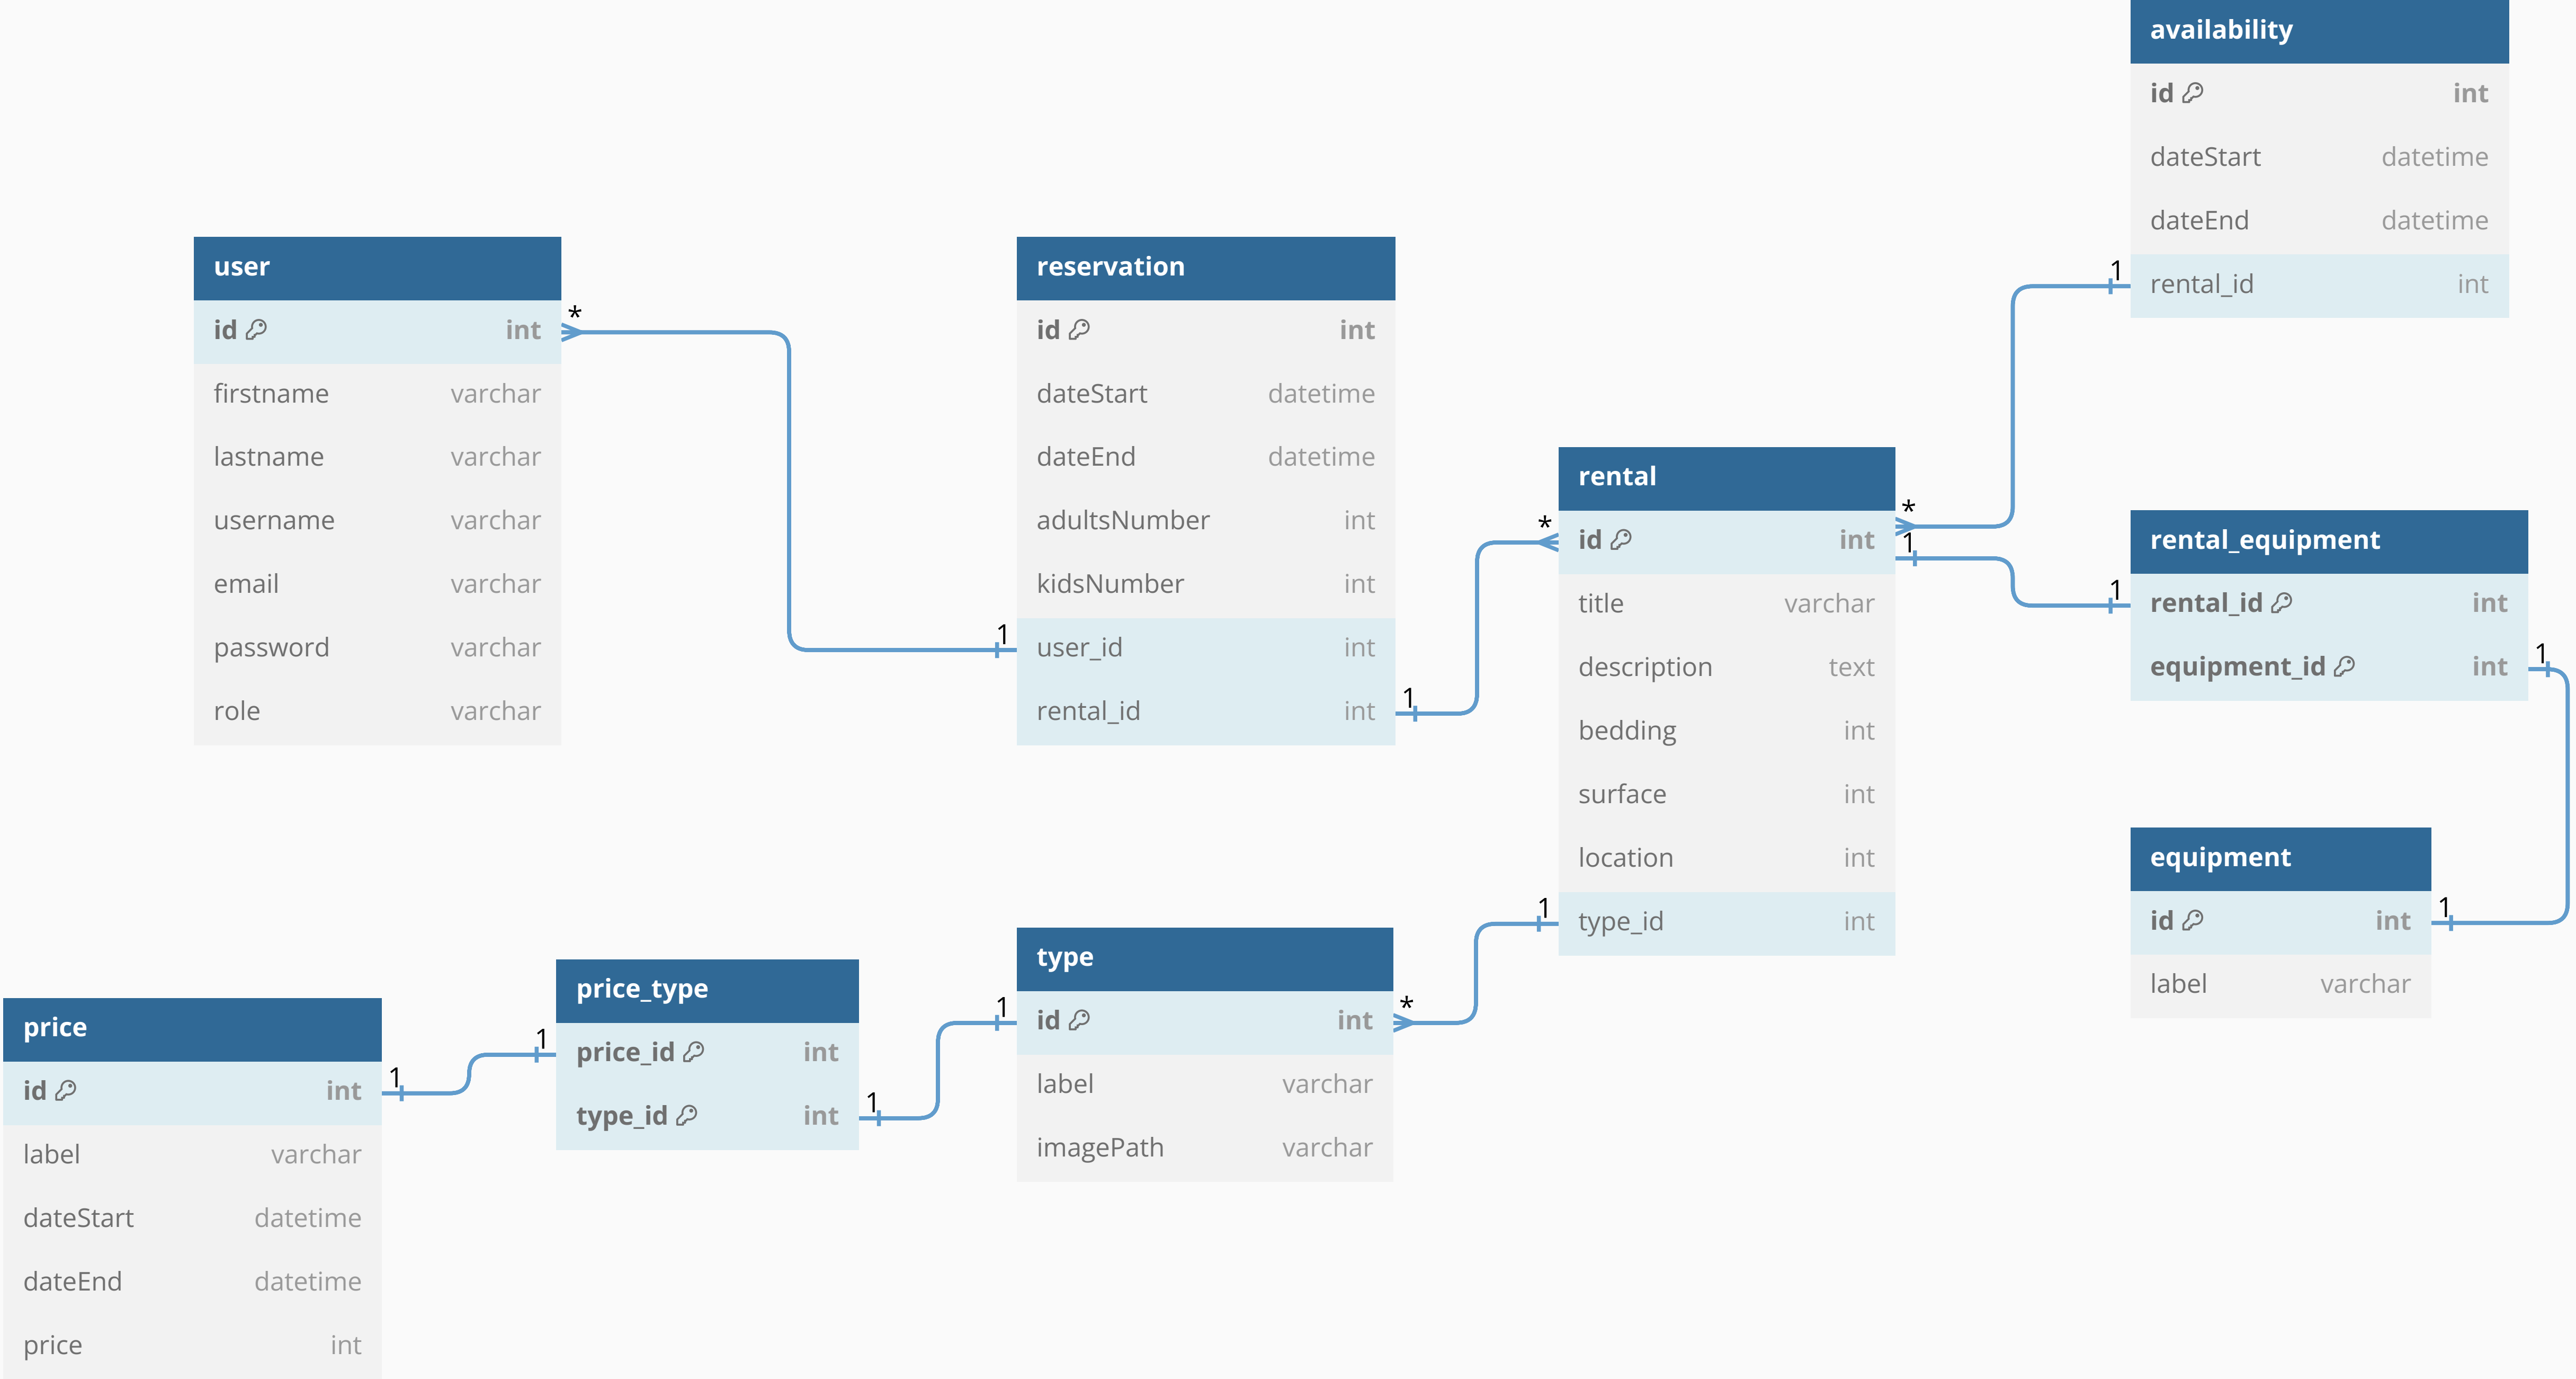 availability
id int
dateStart datetime
dateEnd datetime
1 rental_id int
user
id int *
firstname varchar
lastname varchar
username varchar
email varchar
password varchar
role varchar
reservation
id int
dateStart datetime
dateEnd datetime
adultsNumber int
kidsNumber int
1 user_id int
rental_id int 1
rental
* id int * 1
title varchar
description text
bedding int
surface int
location int
1 type_id int
rental_equipment
1 rental_id int
equipment_id int 1
equipment
id int 1
label varchar
price
id int 1
label varchar
dateStart datetime
dateEnd datetime
price int
price_type
1 price_id int
type_id int 1
type
1 id int *
label varchar
imagePath varchar